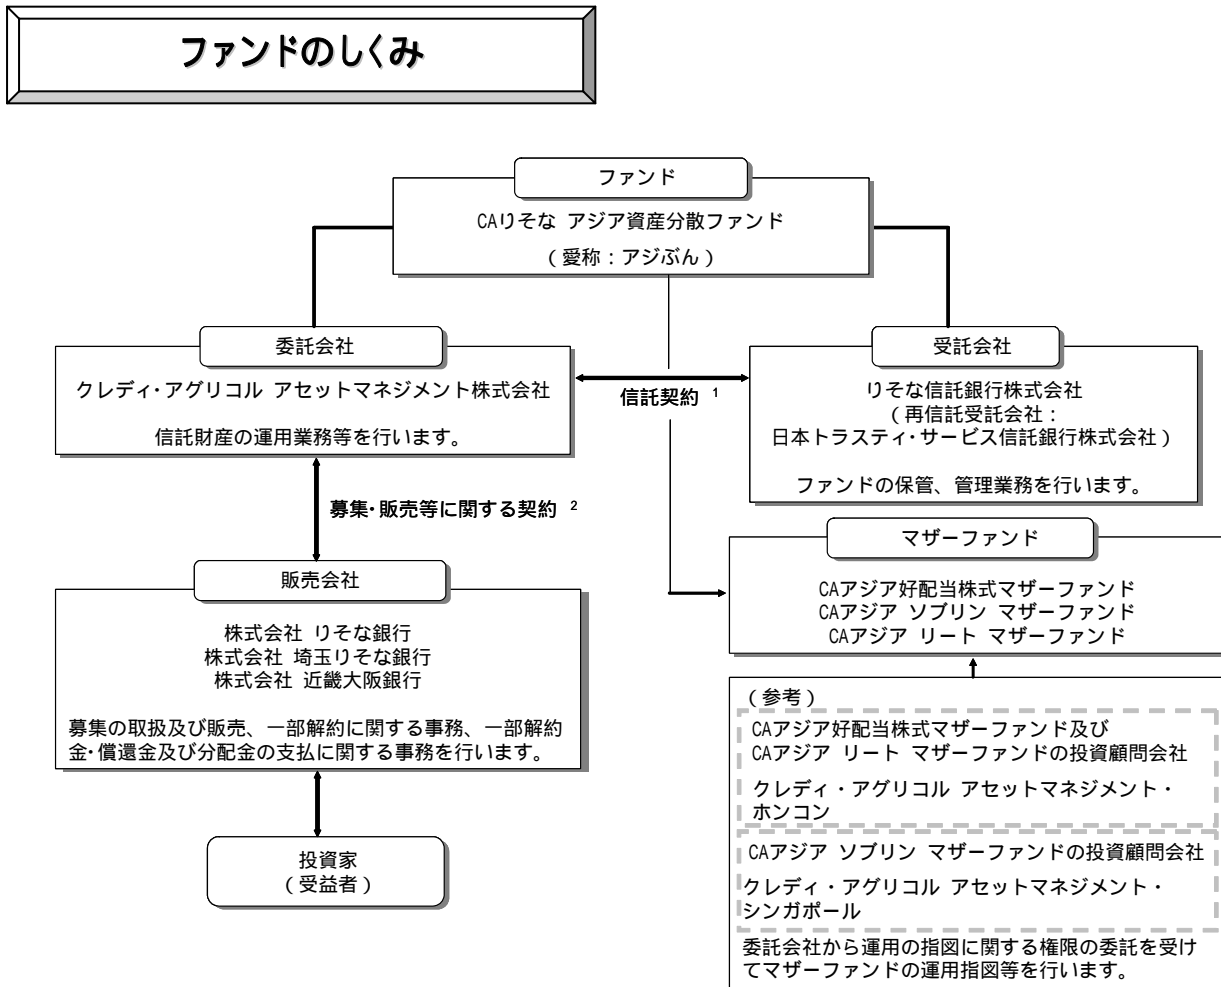 ファンドのしくみ
ファンド
CAりそな アジア資産分散ファンド
(愛称:アジぶん)
委託会社
クレディ・アグリコル アセットマネジメント株式会社
信託財産の運用業務等を行います。
信託契約 1
受託会社
りそな信託銀行株式会社
(再信託受託会社:
日本トラスティ・サービス信託銀行株式会社)
ファンドの保管、管理業務を行います。
募集・販売等に関する契約 2
マザーファンド
CAアジア好配当株式マザーファンド
CAアジア ソブリン マザーファンド
CAアジア リート マザーファンド
販売会社
株式会社 りそな銀行
株式会社 埼玉りそな銀行
株式会社 近畿大阪銀行
募集の取扱及び販売、一部解約に関する事務、一部解約
金・償還金及び分配金の支払に関する事務を行います。
投資家
(受益者)
(参考)
CAアジア好配当株式マザーファンド及び
CAアジア リート マザーファンドの投資顧問会社
クレディ・アグリコル アセットマネジメント・
ホンコン
CAアジア ソブリン マザーファンドの投資顧問会社
クレディ・アグリコル アセットマネジメント・
シンガポール
委託会社から運用の指図に関する権限の委託を受け
てマザーファンドの運用指図等を行います。